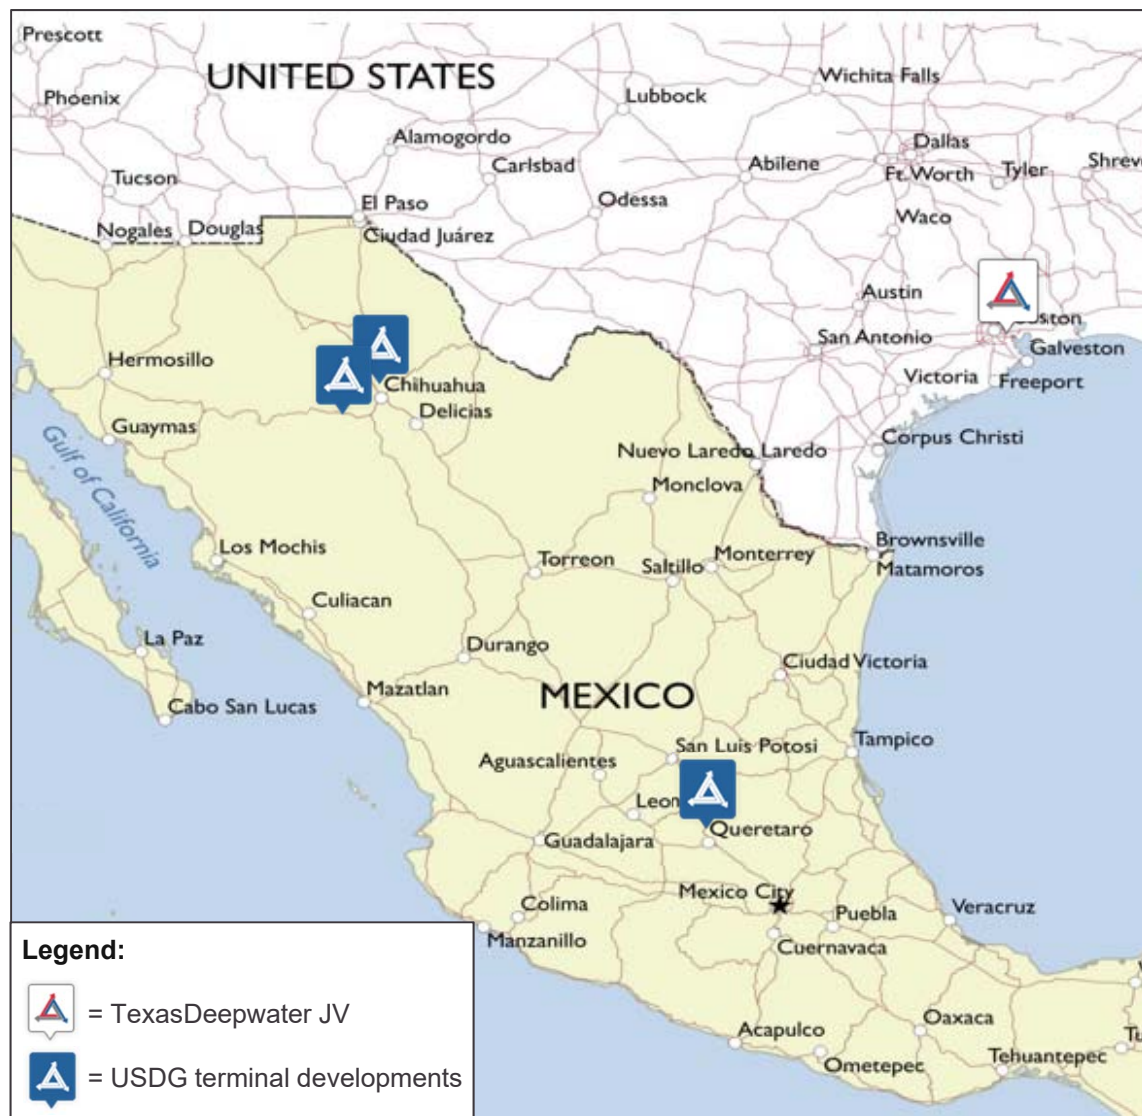 Prescott
UNITED STATES
Wichita Falls
Phoenix
Lubbock
Alamogordo
Dallas
Carlsbad
Abilene
Ft. Worth
Tyler
Tucson
Odessa
El Paso
Waco
Nogales
Douglas
Ciudad Juárez
Austin
San Antonio
Galveston
Hermosillo
Chihuahua
Victoria
Freeport
Delicias
Guaymas
Gulf of California
Corpus Christi
Nuevo Laredo
Laredo
Monclova
Los Mochis
Torreon
Saltillo
Monterrey
Brownsville
Matamoros
Culiacan
La Paz
Durango
Ciudad Victoria
Mazatlan
MEXICO
Cabo San Lucas
San Luis Potosi
Tampico
Aguascalientes
Leon
Queretaro
Guadalajara
Mexico City
Colima
Puebla
Veracruz
Manzanillo
Cuernavaca
Acapulco
Oaxaca
Ometepec
Tehuantepec
Legend:
= TexasDeepwater JV
= USDG terminal developments